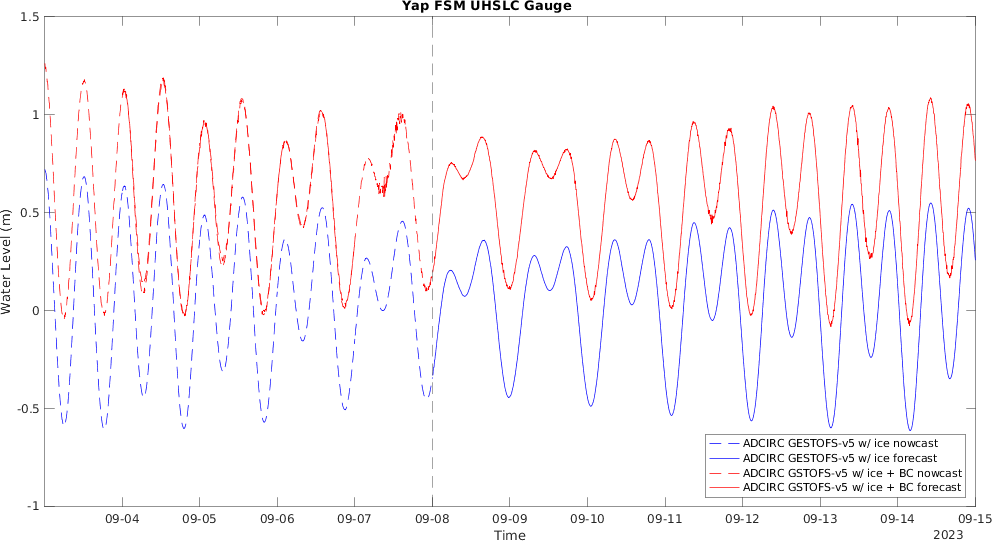 Yap FSM UHSLC Gauge
1.5
1
0.5
0
-0.5
-1
Water Level (m)
09-04 09-05 09-06 09-07 09-08 09-09 09-10 09-11 09-12 09-13 09-14 09-15
Time
2023
ADCIRC GESTOFS-v5 w/ ice nowcast
ADCIRC GESTOFS-v5 w/ ice forecast
ADCIRC GSTOFS-v5 w/ ice + BC nowcast
ADCIRC GSTOFS-v5 w/ ice + BC forecast